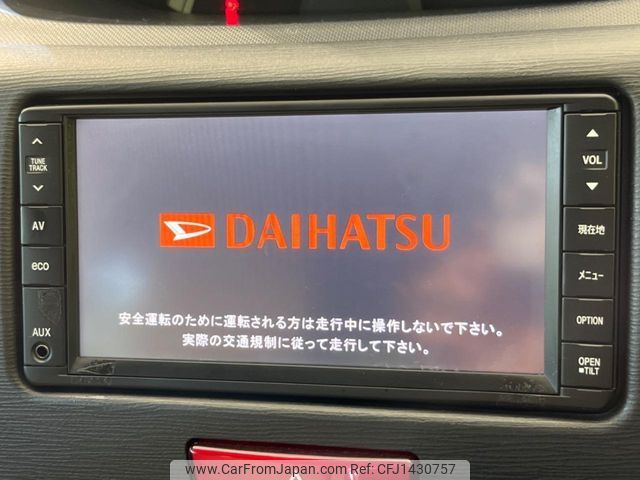 TUNE
TRACK
AV
eco
AUX
DAIHATSU
安全運転のために運転される方は走行中に操作しないで下さい。
実際の交通規制に従って走行して下さい。
VOL
現在地
メニュー
OPTION
OPEN
TILT
www.CarFromJapan.com - Ref No. CFJ1430757